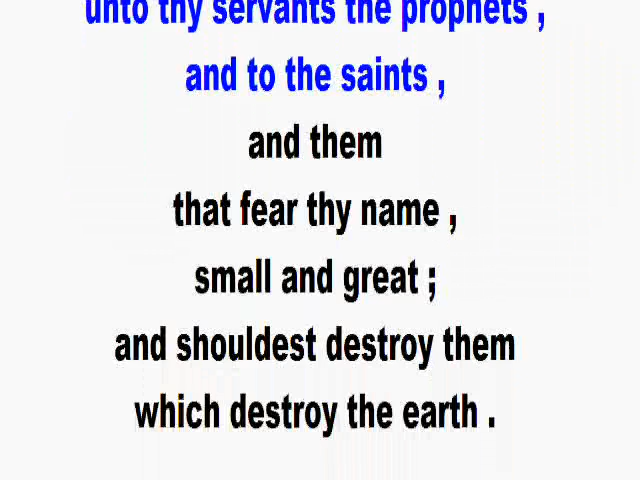 unto thy servants the prophets ,
and to the saints ,
and them
that fear thy name ,
small and great ;
and shouldest destroy them
which destroy the earth .